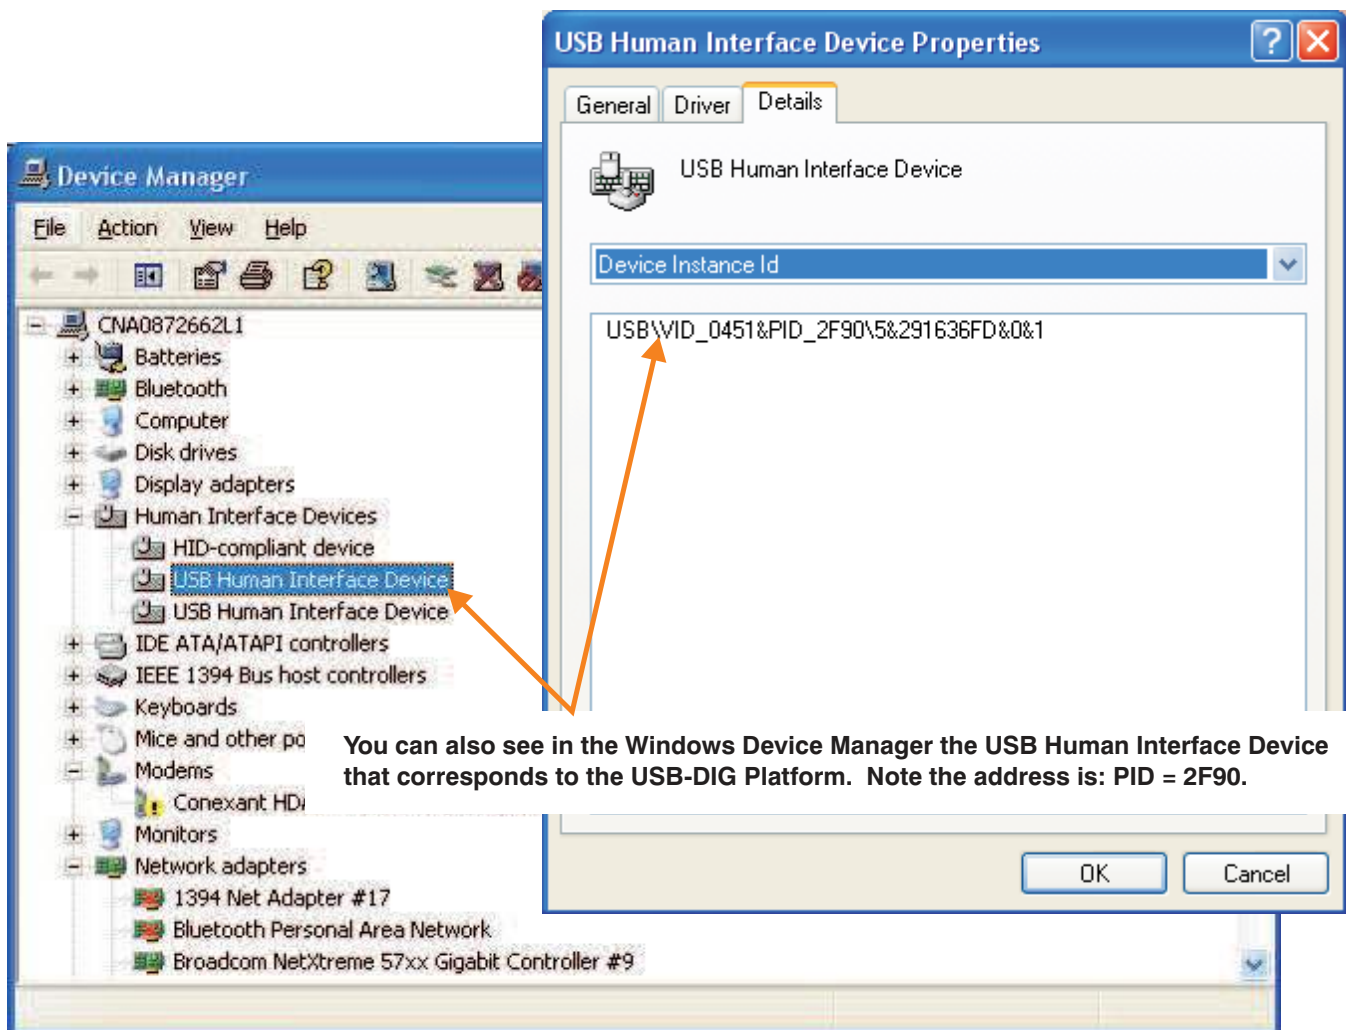 USB Human Interface Device Properties
General Driver Details
USB Human Interface Device
Device Instance Id
USB\VID_0451&PID_2F90\5&291636FD&0&1
Device Manager
File Action View Help
CNA0872662L1
Batteries
Bluetooth
Computer
Disk drives
Display adapters
Human Interface Devices
HID-compliant device
USB Human Interface Device
USB Human Interface Device
IDE ATA/ATAPI controllers
IEEE 1394 Bus host controllers
Keyboards
Mice and other po
Modems
Conexant HD
Monitors
Network adapters
1394 Net Adapter #17
Bluetooth Personal Area Network
Broadcom NetXtreme 57xx Gigabit Controller #9
You can also see in the Windows Device Manager the USB Human Interface Device
that corresponds to the USB-DIG Platform. Note the address is: PID = 2F90.
OK Cancel